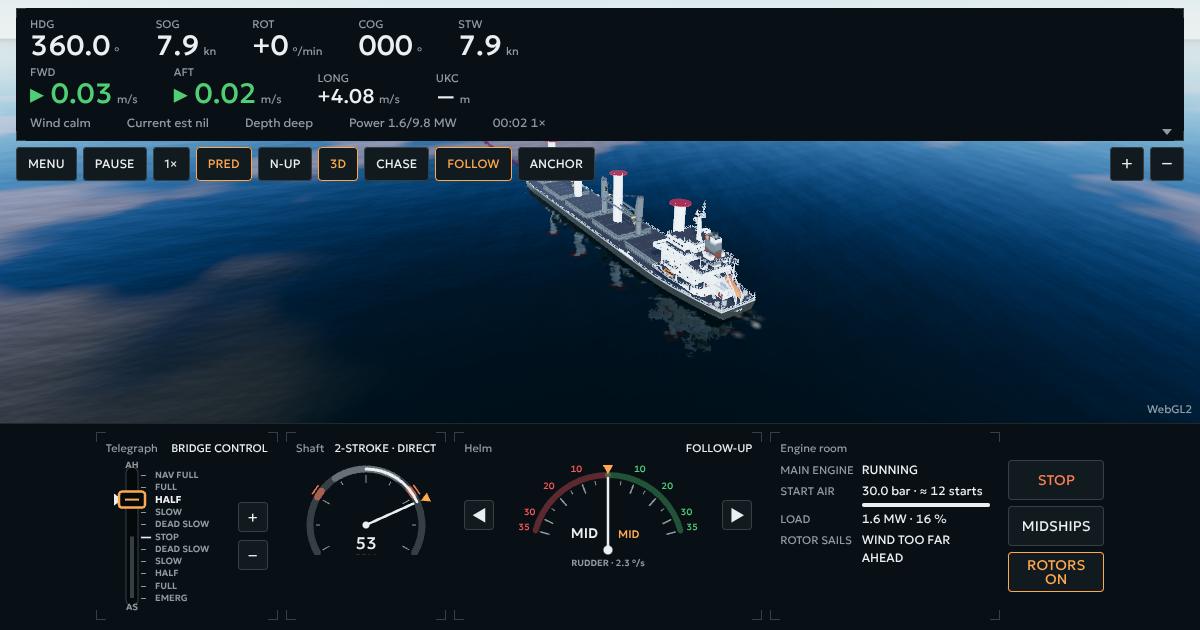 HDG SOG ROT COG STW
360.0 ° 7.9 kn +0 °/min 000 ° 7.9 kn
FWD AFT LONG UKC
▶ 0.03 m/s ▶ 0.02 m/s +4.08 m/s — m
Wind calm Current est nil Depth deep Power 1.6/9.8 MW 00:02 1×
MENU PAUSE 1× PRED N-UP 3D CHASE FOLLOW ANCHOR + −
WebGL2
Telegraph BRIDGE CONTROL
AH
NAV FULL
FULL
HALF
SLOW
DEAD SLOW
STOP
DEAD SLOW
SLOW
HALF
FULL
EMERG
AS
+
−
Shaft 2-STROKE · DIRECT
53
Helm FOLLOW-UP
10 10
20 20
30 30
35 35
◀ ▶
MID MID
RUDDER · 2.3 °/s
Engine room
MAIN ENGINE RUNNING
START AIR 30.0 bar · ≈ 12 starts
LOAD 1.6 MW · 16 %
ROTOR SAILS WIND TOO FAR
AHEAD
STOP
MIDSHIPS
ROTORS
ON